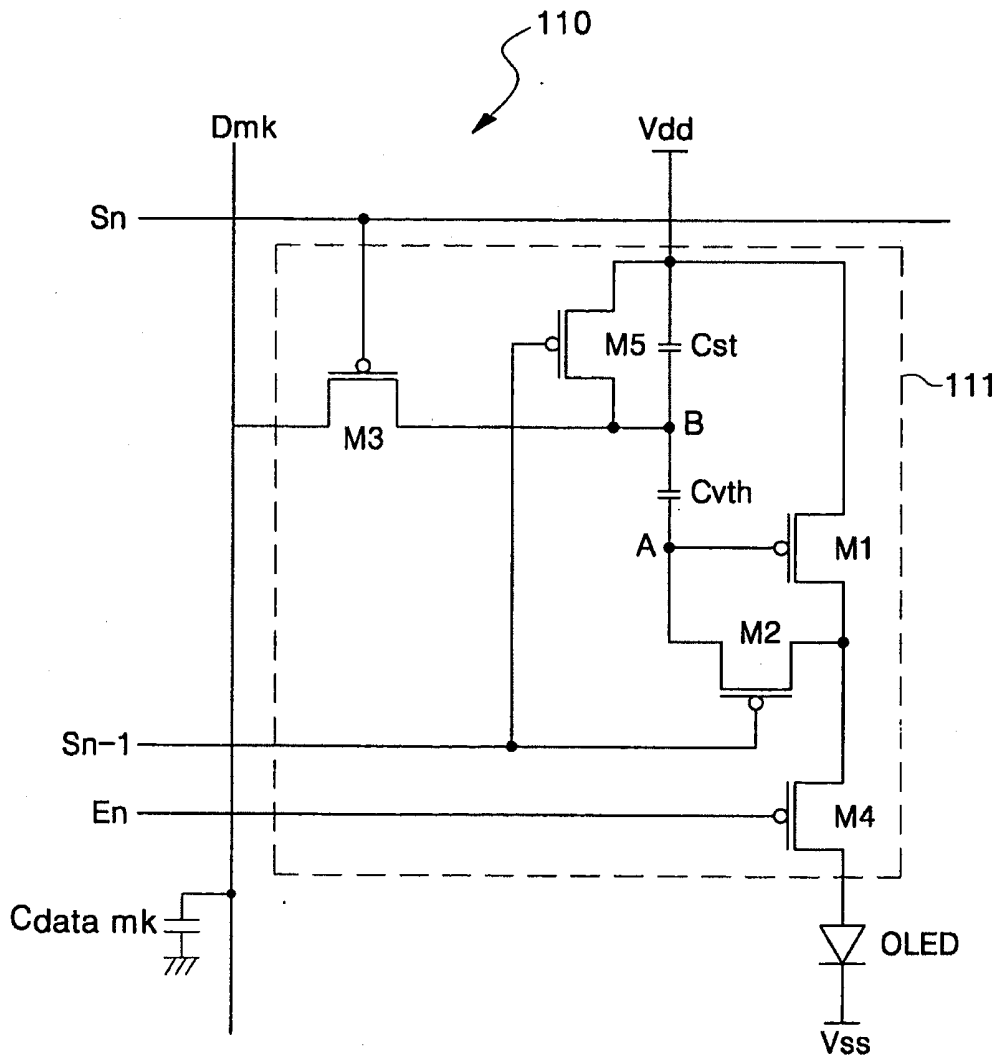 110
Dmk
Vdd
Sn
M5
Cst
111
M3
B
Cvth
A
M1
M2
Sn-1
En
M4
Cdata mk
OLED
Vss